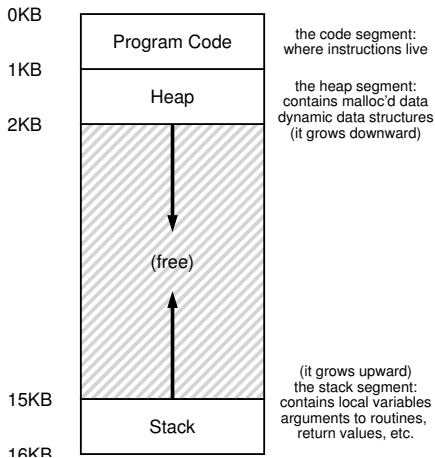 0KB
Program Code
the code segment:
where instructions live
1KB
Heap
the heap segment:
contains malloc'd data
dynamic data structures
(it grows downward)
2KB
(free)
(it grows upward)
the stack segment:
contains local variables
arguments to routines,
return values, etc.
15KB
Stack
16KB